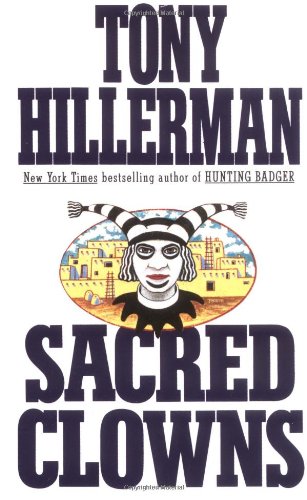 TONY
HILLERMAN
New York Times bestselling author of HUNTING BADGER
SACRED
CLOWNS